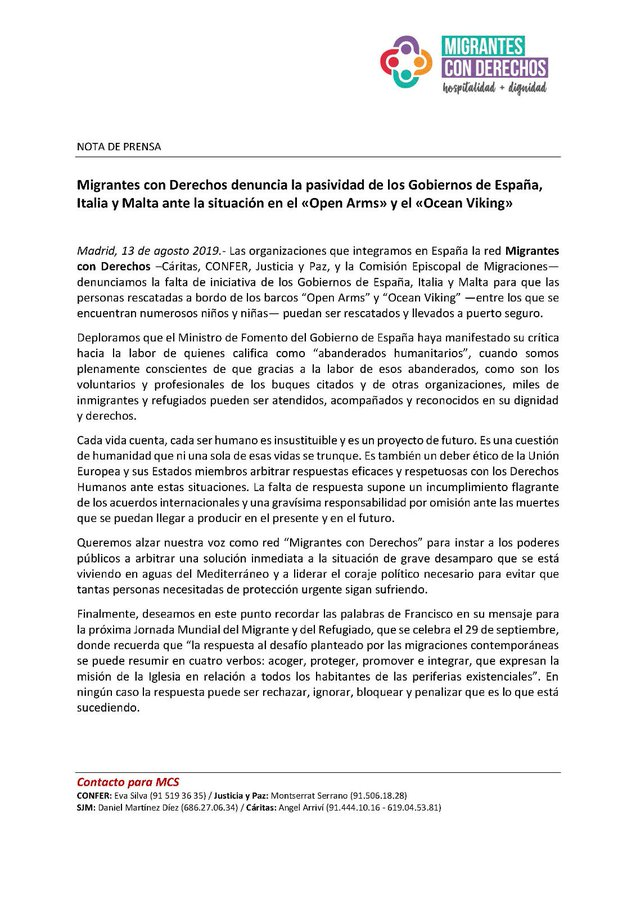 MIGRANTES
CON DERECHOS
hospitalidad + dignidad
NOTA DE PRENSA
Migrantes con Derechos denuncia la pasividad de los Gobiernos de España,
Italia y Malta ante la situación en el «Open Arms» y el «Ocean Viking»
Madrid, 13 de agosto 2019.- Las organizaciones que integramos en España la red Migrantes
con Derechos –Cáritas, CONFER, Justicia y Paz, y la Comisión Episcopal de Migraciones—
denunciamos la falta de iniciativa de los Gobiernos de España, Italia y Malta para que las
personas rescatadas a bordo de los barcos “Open Arms” y “Ocean Viking” —entre los que se
encuentran numerosos niños y niñas— puedan ser rescatados y llevados a puerto seguro.
Deploramos que el Ministro de Fomento del Gobierno de España haya manifestado su crítica
hacia la labor de quienes califica como “abanderados humanitarios”, cuando somos
plenamente conscientes de que gracias a la labor de esos abanderados, como son los
voluntarios y profesionales de los buques citados y de otras organizaciones, miles de
inmigrantes y refugiados pueden ser atendidos, acompañados y reconocidos en su dignidad
y derechos.
Cada vida cuenta, cada ser humano es insustituible y es un proyecto de futuro. Es una cuestión
de humanidad que ni una sola de esas vidas se trunque. Es también un deber ético de la Unión
Europea y sus Estados miembros arbitrar respuestas eficaces y respetuosas con los Derechos
Humanos ante estas situaciones. La falta de respuesta supone un incumplimiento flagrante
de los acuerdos internacionales y una gravísima responsabilidad por omisión ante las muertes
que se puedan llegar a producir en el presente y en el futuro.
Queremos alzar nuestra voz como red “Migrantes con Derechos” para instar a los poderes
públicos a arbitrar una solución inmediata a la situación de grave desamparo que se está
viviendo en aguas del Mediterráneo y a liderar el coraje político necesario para evitar que
tantas personas necesitadas de protección urgente sigan sufriendo.
Finalmente, deseamos en este punto recordar las palabras de Francisco en su mensaje para
la próxima Jornada Mundial del Migrante y del Refugiado, que se celebra el 29 de septiembre,
donde recuerda que “la respuesta al desafío planteado por las migraciones contemporáneas
se puede resumir en cuatro verbos: acoger, proteger, promover e integrar, que expresan la
misión de la Iglesia en relación a todos los habitantes de las periferias existenciales”. En
ningún caso la respuesta puede ser rechazar, ignorar, bloquear y penalizar que es lo que está
sucediendo.
Contacto para MCS
CONFER: Eva Silva (91 519 36 35) / Justicia y Paz: Montserrat Serrano (91.506.18.28)
SJM: Daniel Martínez Díez (686.27.06.34) / Cáritas: Angel Arriví (91.444.10.16 - 619.04.53.81)